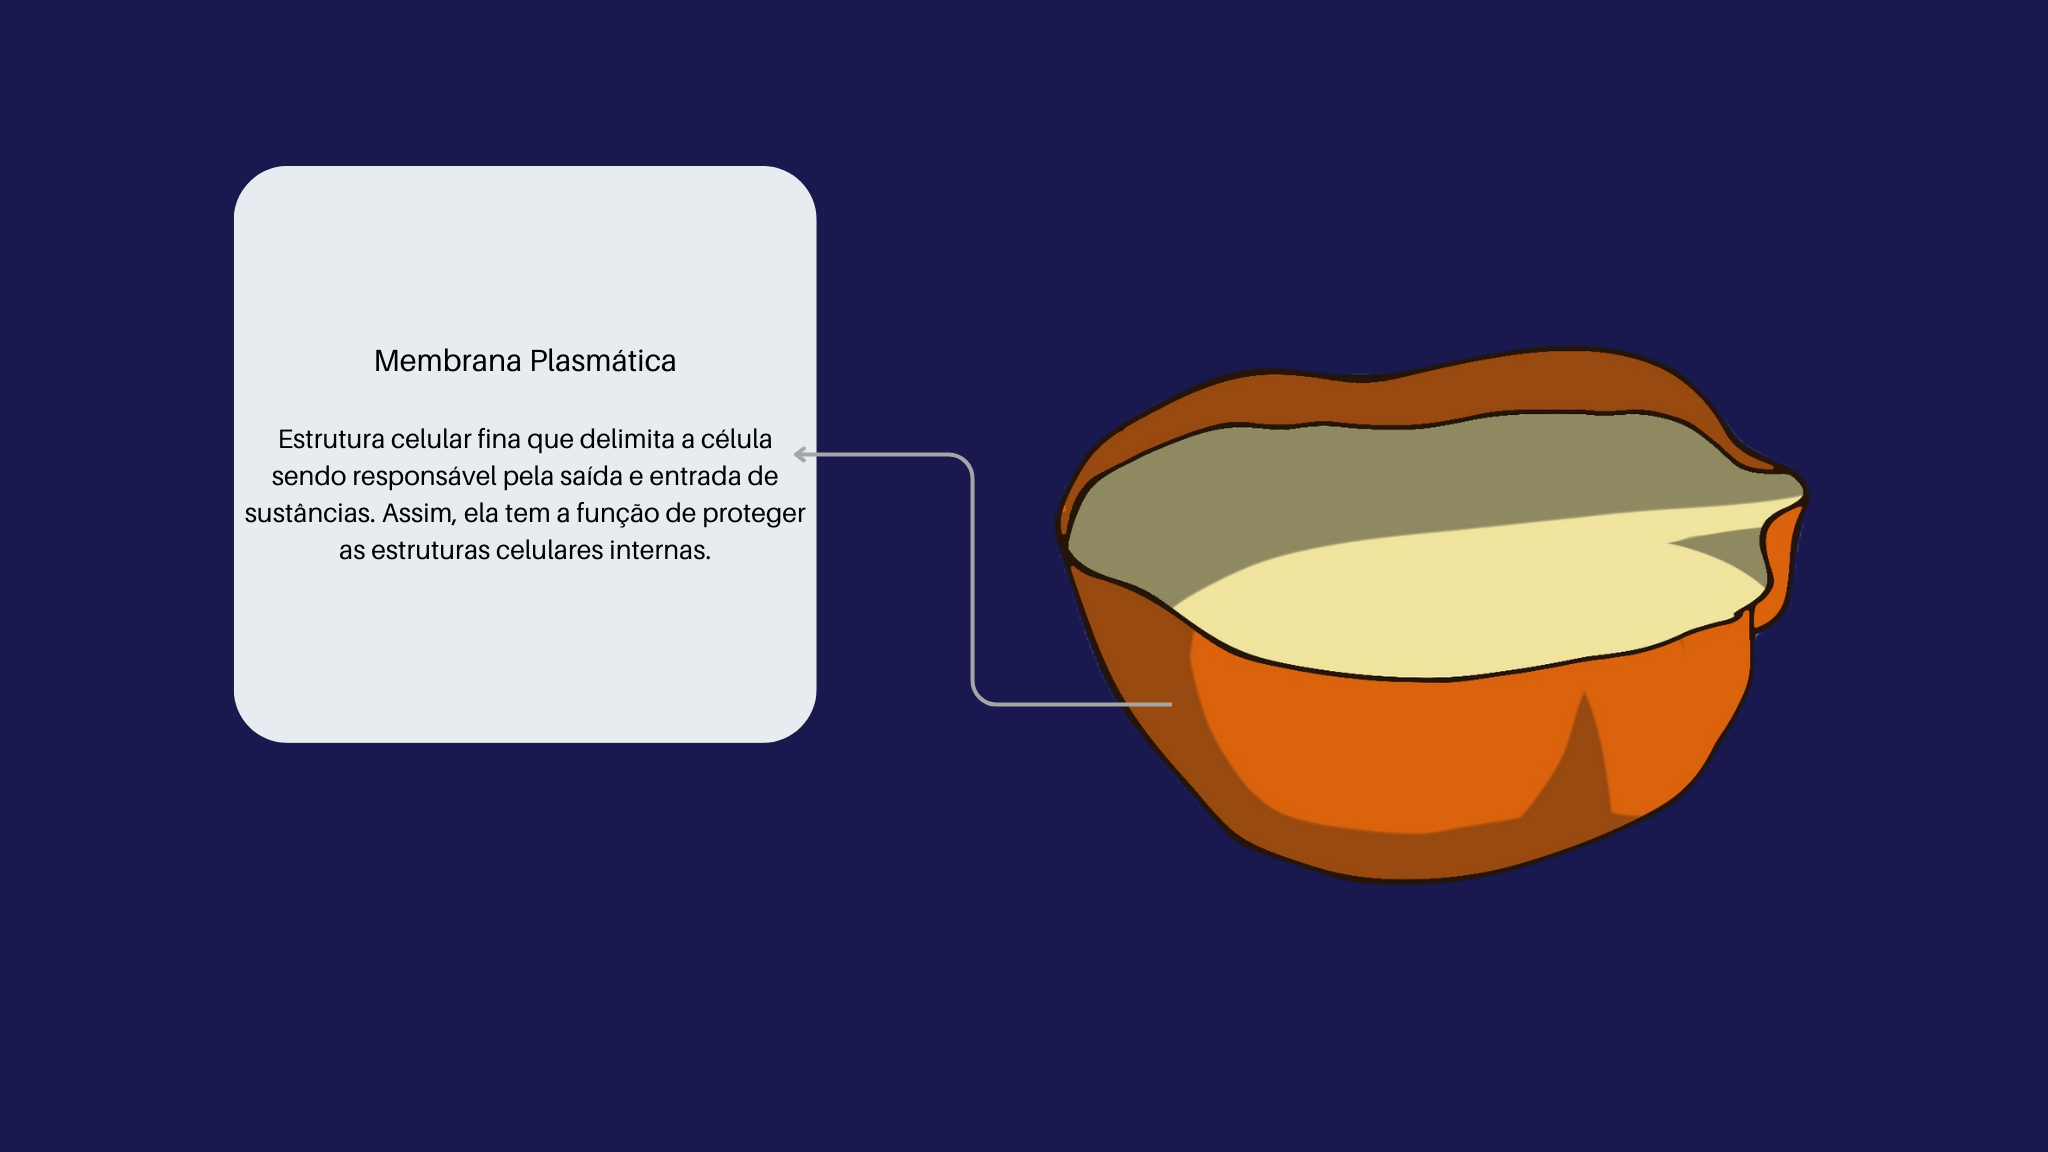 Membrana Plasmática
Estrutura celular fina que delimita a célula
sendo responsável pela saída e entrada de
sustâncias. Assim, ela tem a função de proteger
as estruturas celulares internas.